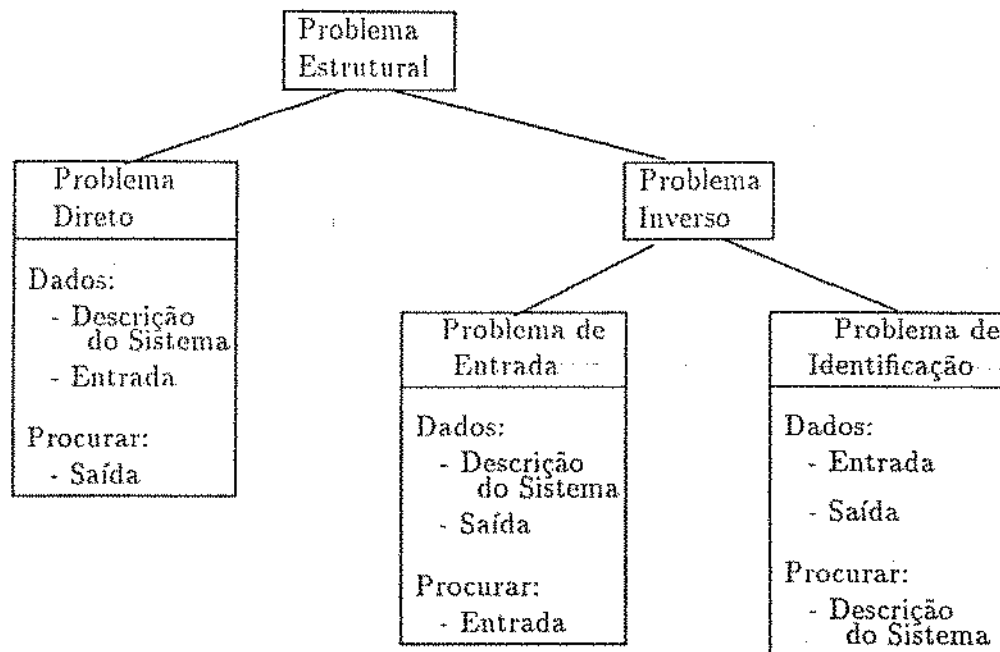 Problema
Estrutural
Problema
Direto
Dados:
- Descrição
do Sistema
- Entrada
Procurar:
- Saída
Problema
Inverso
Problema de
Entrada
Dados:
- Descrição
do Sistema
- Saída
Procurar:
- Entrada
Problema de
Identificação
Dados:
- Entrada
- Saída
Procurar:
- Descrição
do Sistema